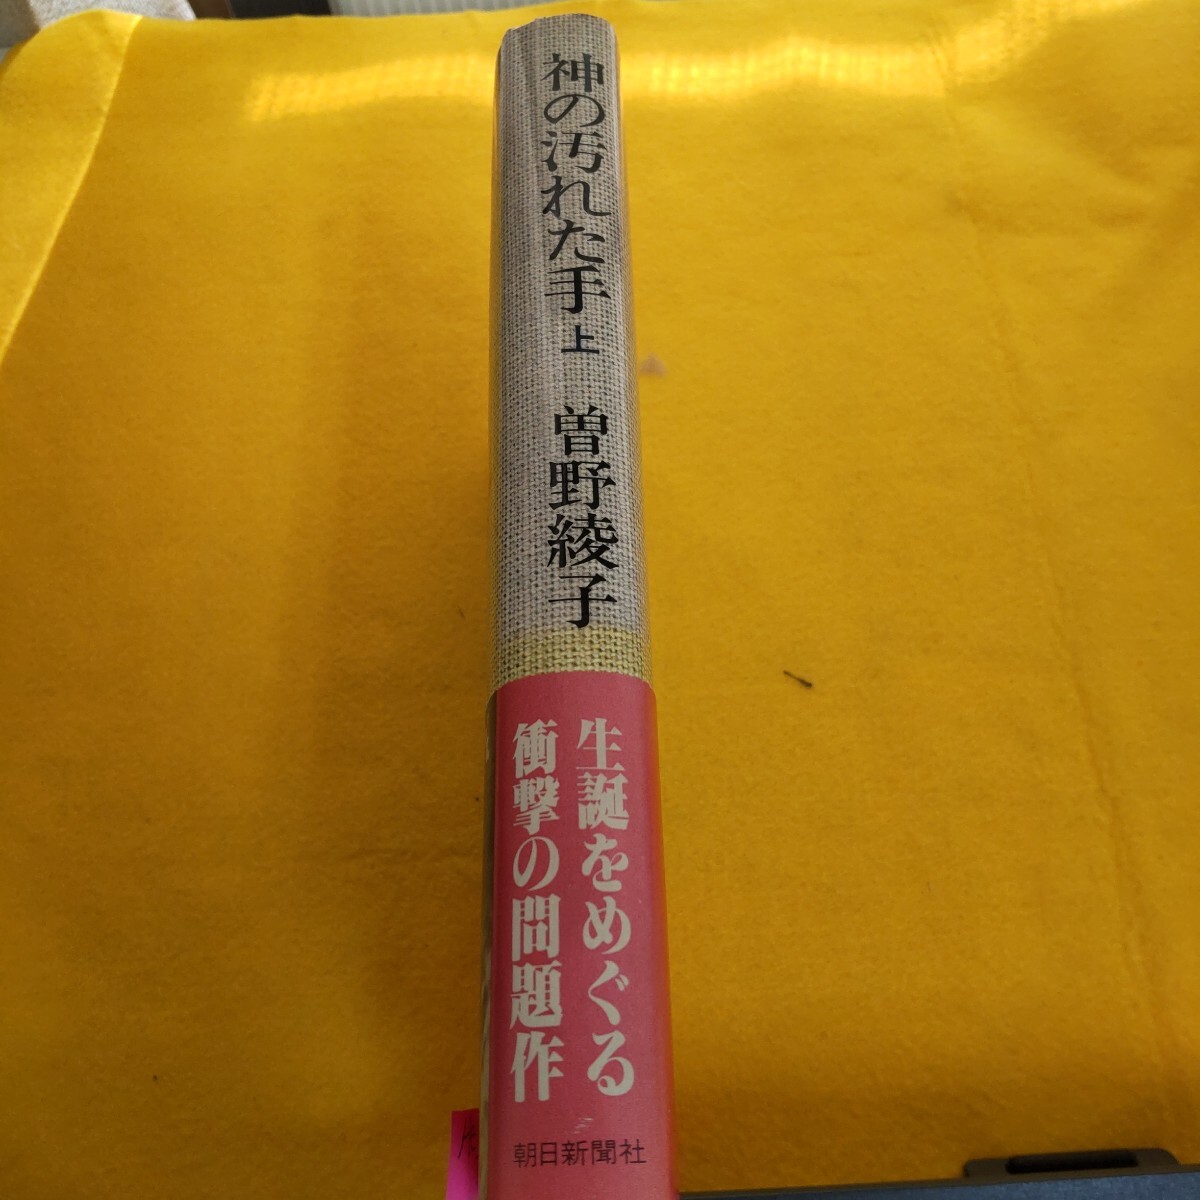 神の汚れた手 上 曽野綾子
生誕をめぐる
衝撃の問題作
朝日新聞社